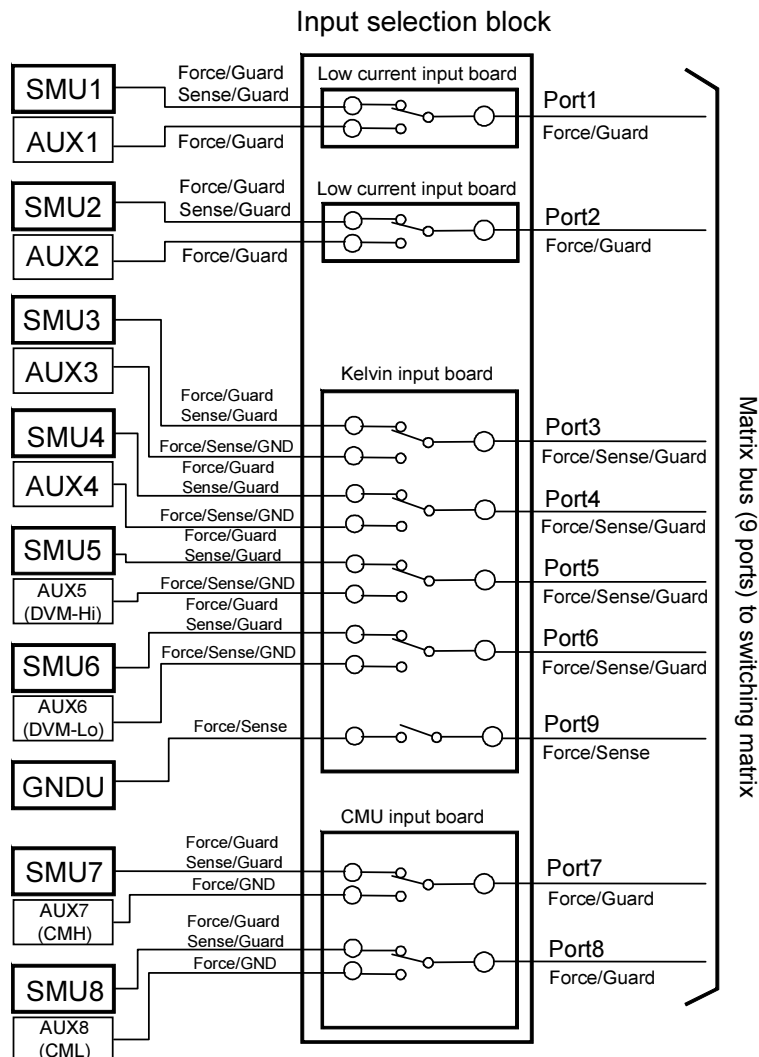 Input selection block
SMU1
Force/Guard
Sense/Guard
Low current input board
Port1
AUX1
Force/Guard
Force/Guard
SMU2
Force/Guard
Sense/Guard
Low current input board
Port2
AUX2
Force/Guard
Force/Guard
SMU3
AUX3
Force/Guard
Sense/Guard
Kelvin input board
Port3
SMU4
Force/Sense/GND
Force/Sense/Guard
Force/Guard
Sense/Guard
AUX4
Port4
Force/Sense/GND
Force/Sense/Guard
SMU5
Force/Guard
Sense/Guard
Port5
AUX5
(DVM-Hi)
Force/Sense/GND
Force/Sense/Guard
SMU6
Force/Guard
Sense/Guard
Port6
Force/Sense/GND
Force/Sense/Guard
AUX6
(DVM-Lo)
Force/Sense
Port9
Force/Sense
GNDU
CMU input board
SMU7
Force/Guard
Sense/Guard
Port7
Force/GND
Force/Guard
AUX7
(CMH)
Force/Guard
Sense/Guard
Port8
SMU8
Force/GND
Force/Guard
AUX8
(CML)
Matrix bus (9 ports) to switching matrix